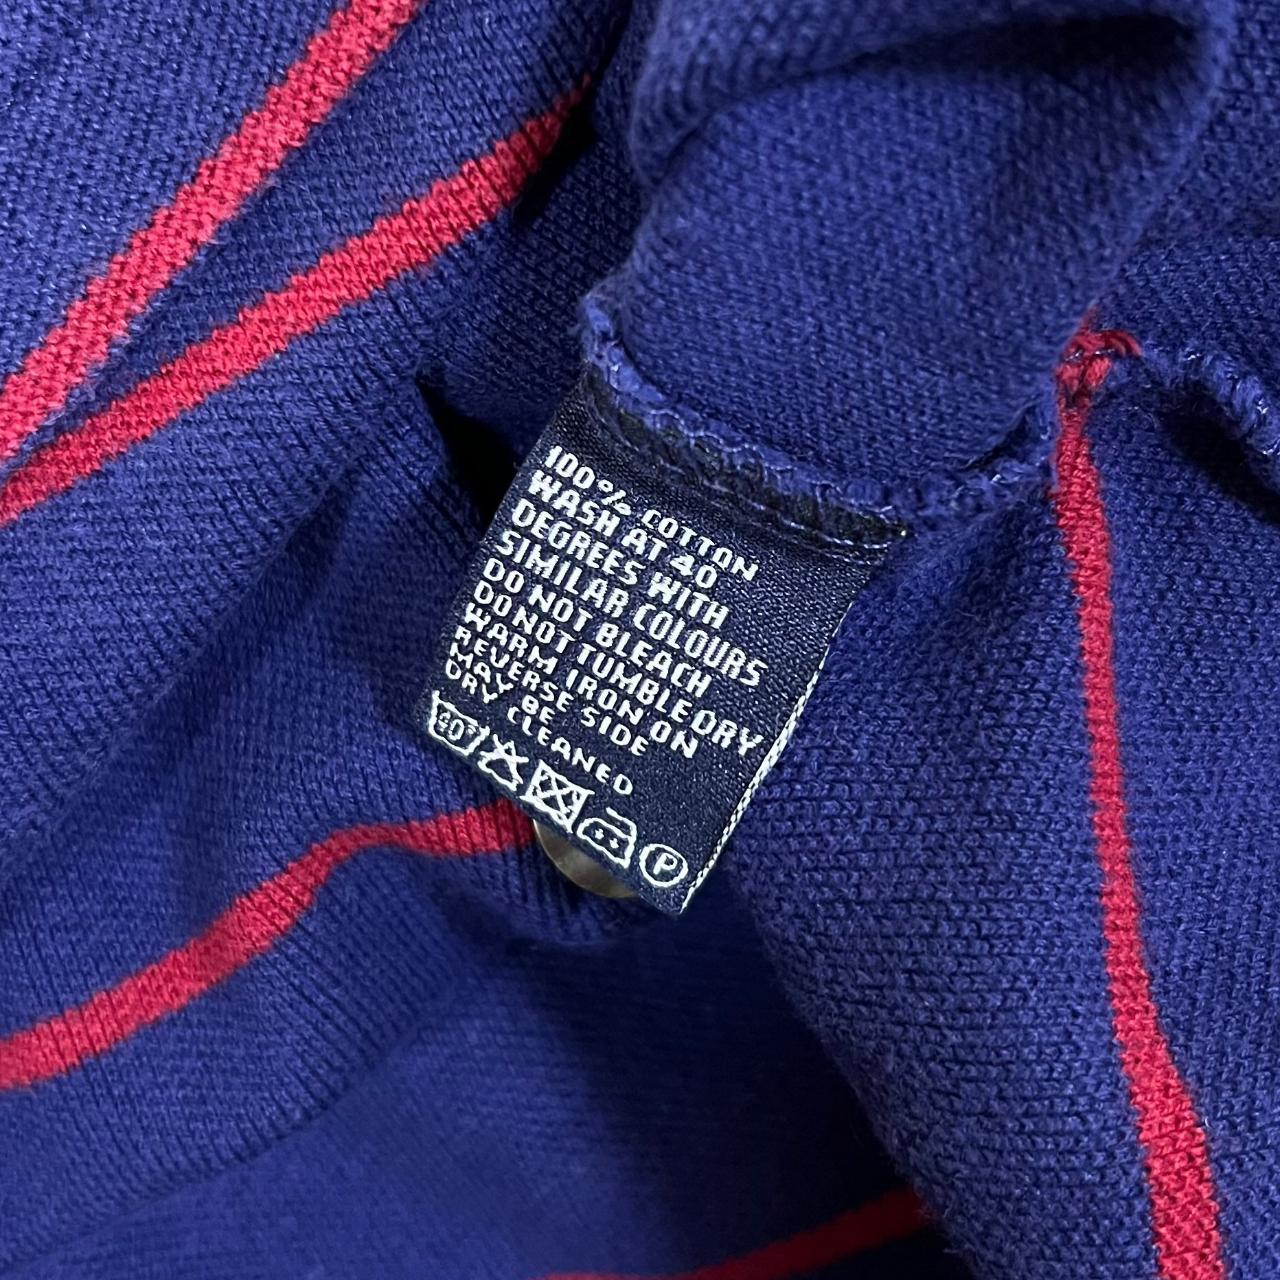 100% COTTON
WASH AT 40
DEGREES WITH
SIMILAR COLOURS
DO NOT BLEACH
DO NOT TUMBLE DRY
WARM IRON ON
REVERSE SIDE
MAY BE
DRY CLEANED
40° P